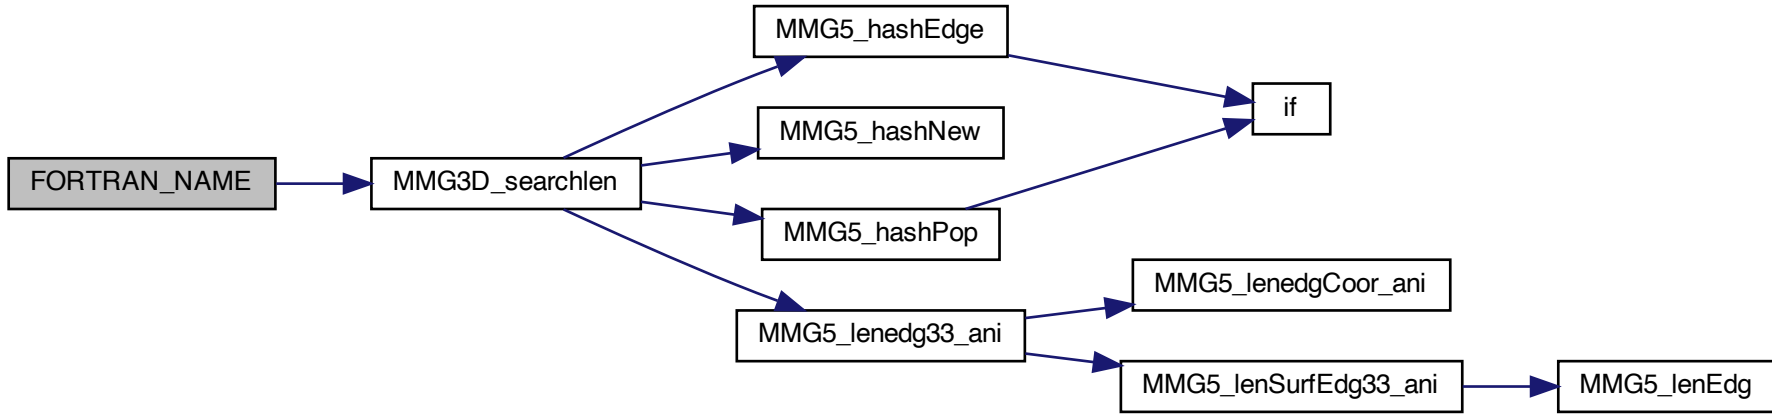 FORTRAN_NAME
MMG3D_searchlen
MMG5_hashEdge
MMG5_hashNew
MMG5_hashPop
MMG5_lenedg33_ani
if
MMG5_lenedgCoor_ani
MMG5_lenSurfEdg33_ani
MMG5_lenEdg